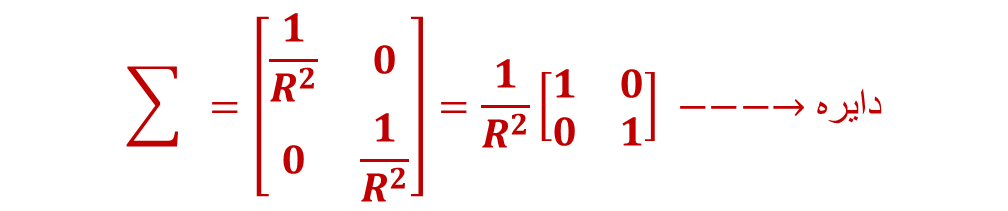 ∑ = [1/R² 0; 0 1/R²] = 1/R² [1 0; 0 1] ----→ دایره